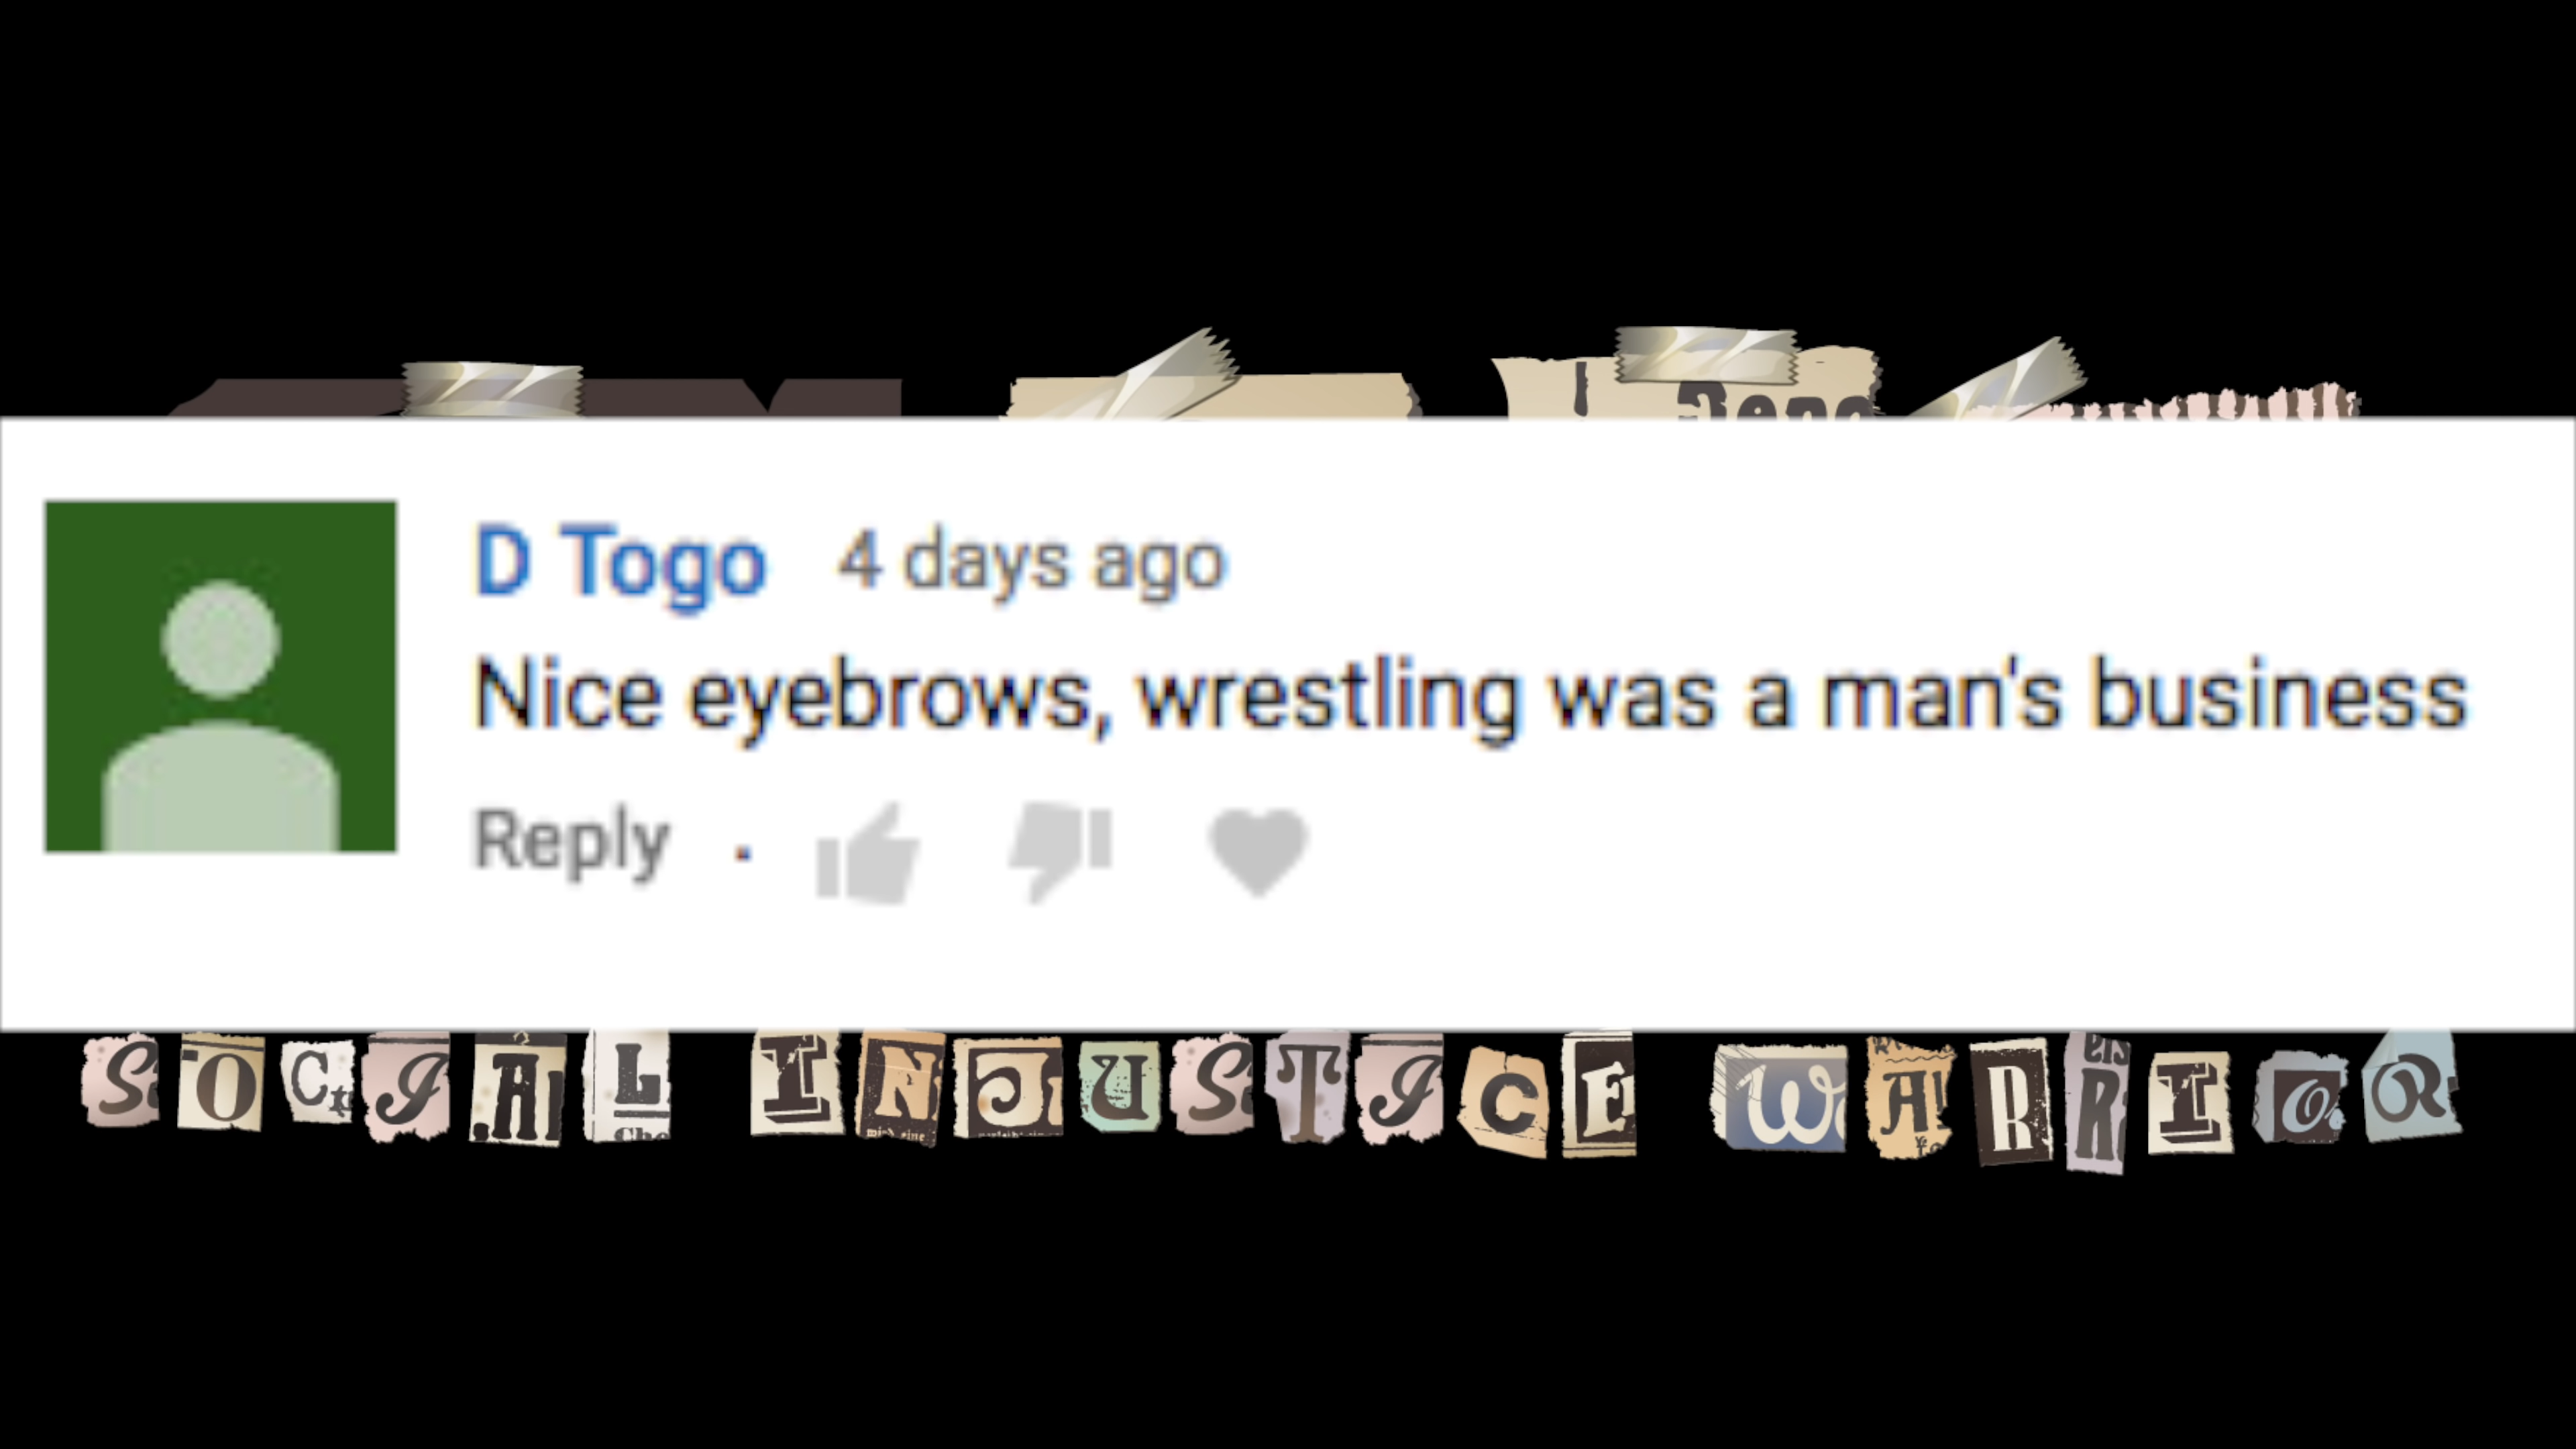 D Togo 4 days ago
Nice eyebrows, wrestling was a man's business
Reply ·
SOCIAL INJUSTICE WARRIOR